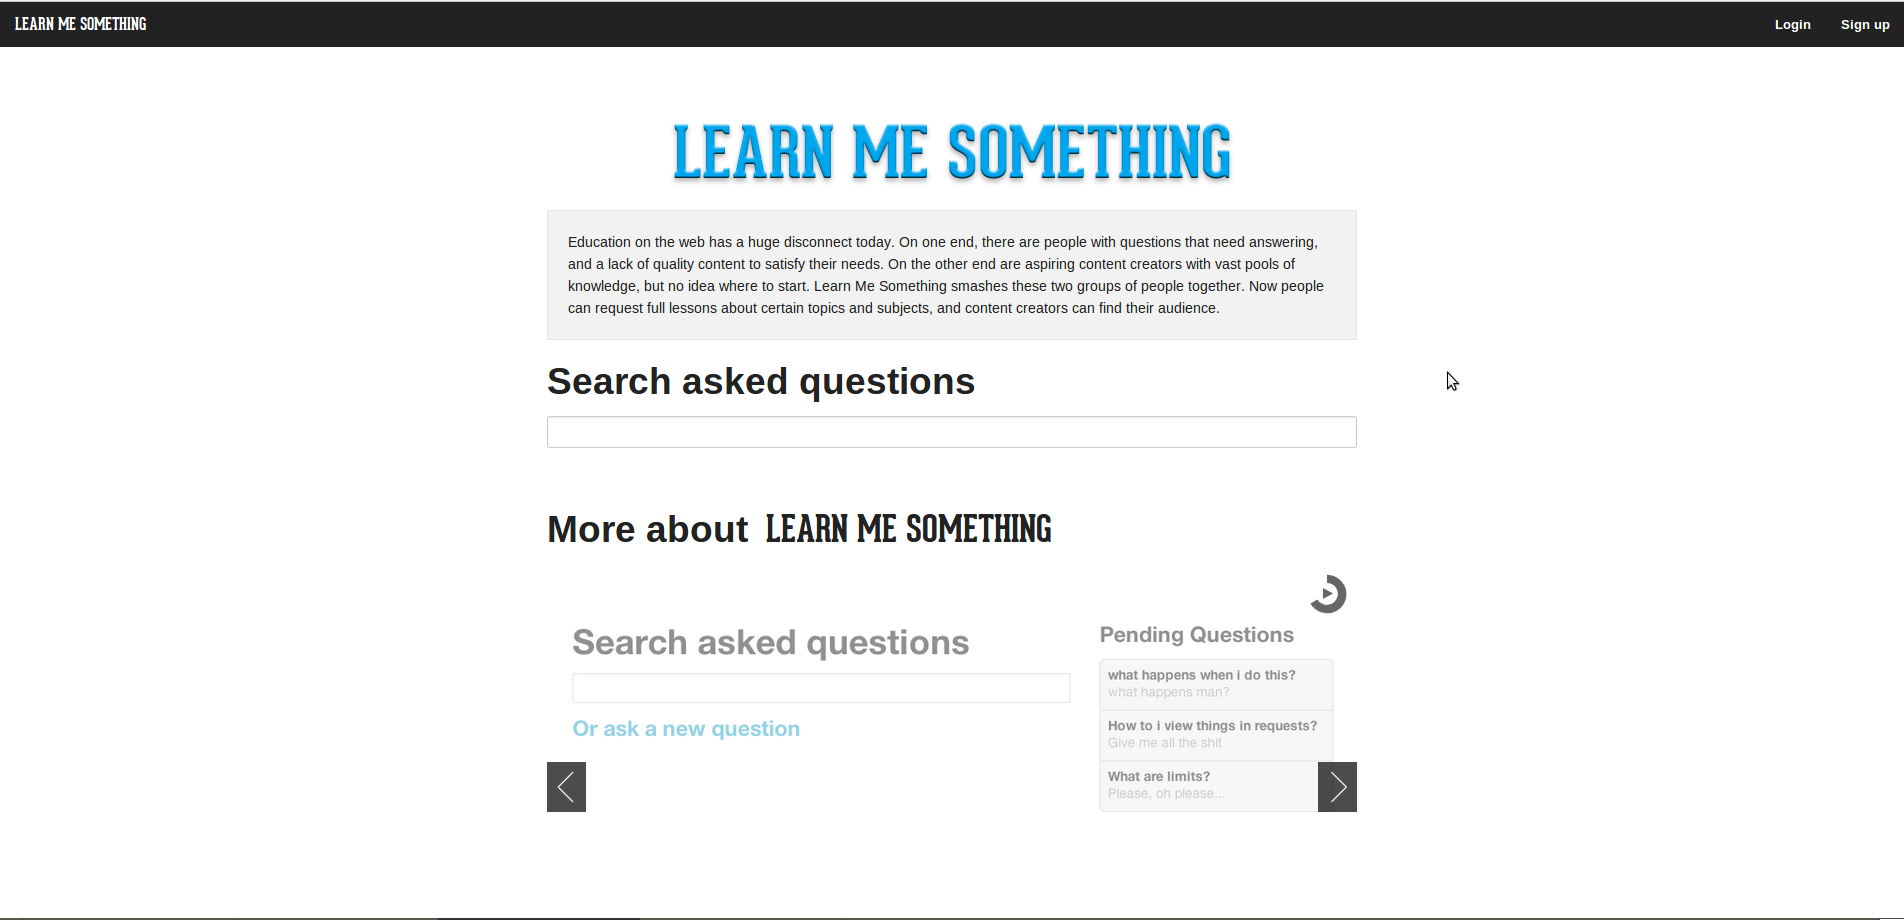 LEARN ME SOMETHING
Login
Sign up
LEARN ME SOMETHING
Education on the web has a huge disconnect today. On one end, there are people with questions that need answering,
and a lack of quality content to satisfy their needs. On the other end are aspiring content creators with vast pools of
knowledge, but no idea where to start. Learn Me Something smashes these two groups of people together. Now people
can request full lessons about certain topics and subjects, and content creators can find their audience.
Search asked questions
More about LEARN ME SOMETHING
Search asked questions
Or ask a new question
Pending Questions
what happens when i do this?
what happens man?
How to i view things in requests?
Give me all the shit
What are limits?
Please, oh please...